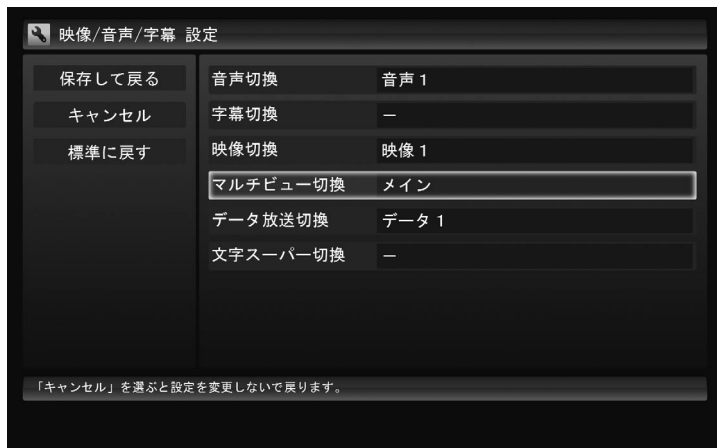 映像/音声/字幕 設定
保存して戻る
キャンセル
標準に戻す
音声切換 音声1
字幕切換 −
映像切換 映像1
マルチビュー切換 メイン
データ放送切換 データ1
文字スーパー切換 −
「キャンセル」を選ぶと設定を変更しないで戻ります。